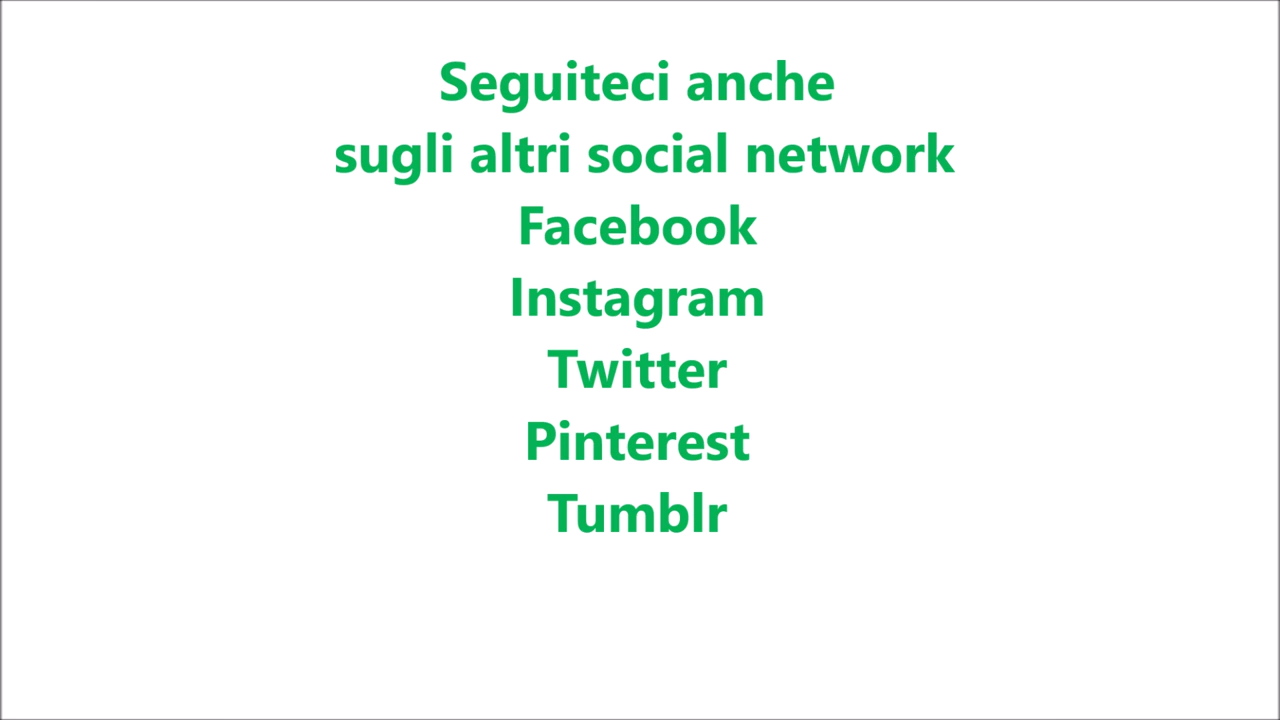 Seguiteci anche
sugli altri social network
Facebook
Instagram
Twitter
Pinterest
Tumblr